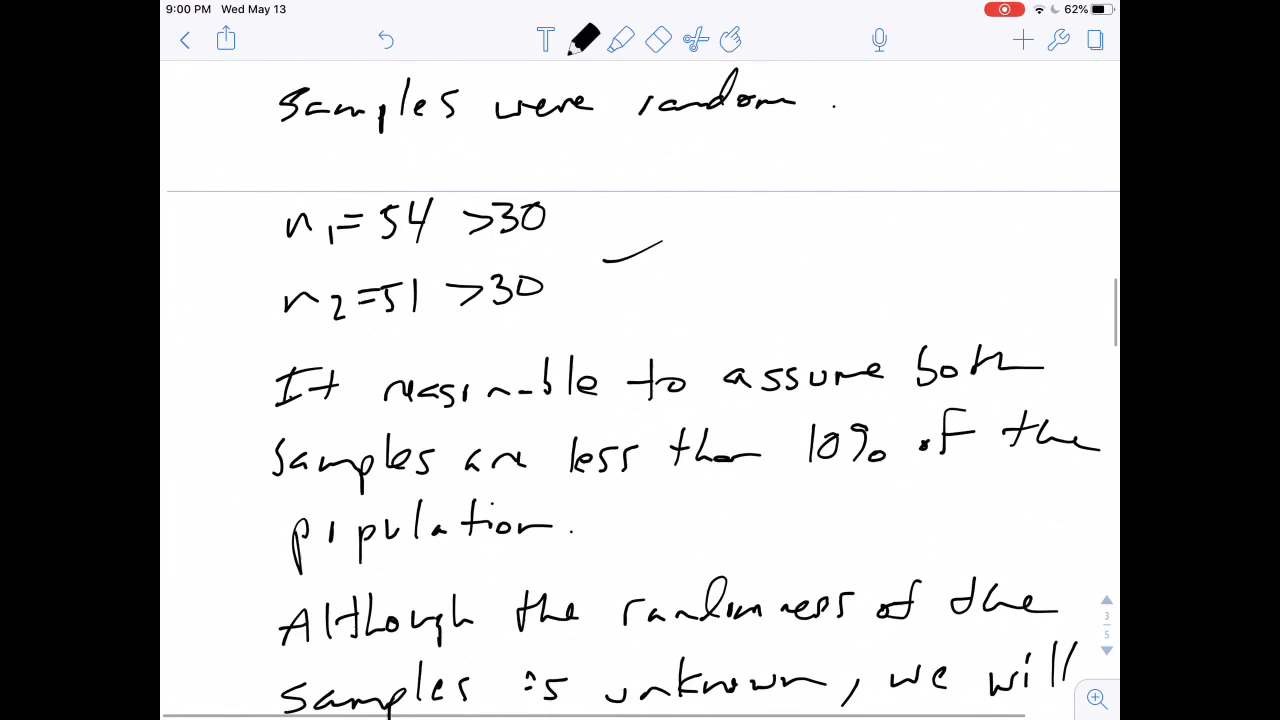 9:00 PM Wed May 13 62%
T
samples were random.
n1 = 54 >30
n2 = 51 >30
It reasonable to assume both
samples are less than 10% of the
population.
Although the randomness of the
samples is unknown, we will
3
5